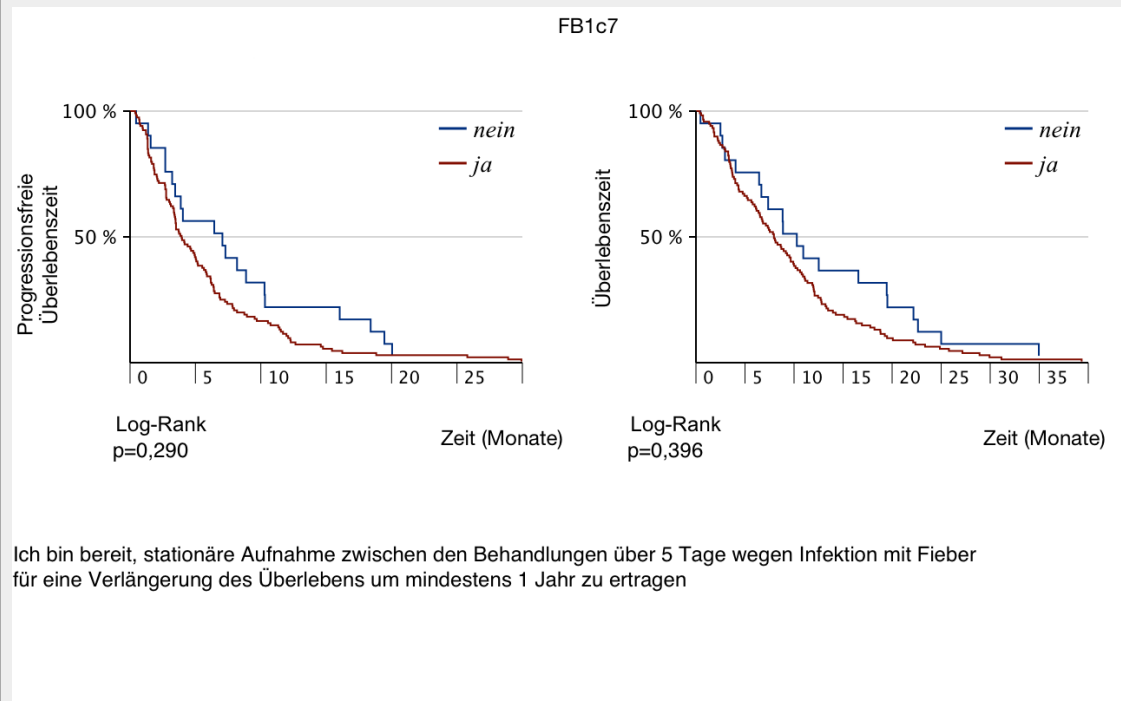 FB1c7
100 %
50 %
Progressionsfreie
Überlebenszeit
nein
ja
0 5 10 15 20 25
Log-Rank
p=0,290
Zeit (Monate)
100 %
50 %
Überlebenszeit
nein
ja
0 5 10 15 20 25 30 35
Log-Rank
p=0,396
Zeit (Monate)
Ich bin bereit, stationäre Aufnahme zwischen den Behandlungen über 5 Tage wegen Infektion mit Fieber
für eine Verlängerung des Überlebens um mindestens 1 Jahr zu ertragen